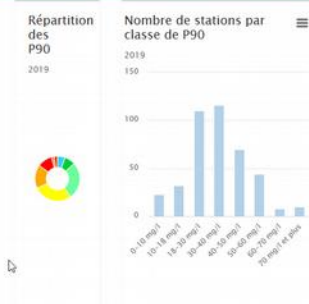 Répartition
des
P90
2019
Nombre de stations par
classe de P90
2019
150
100
50
0
0-10 mg/l
10-18 mg/l
18-30 mg/l
30-40 mg/l
40-50 mg/l
50-60 mg/l
60-70 mg/l
70 mg/l et plus